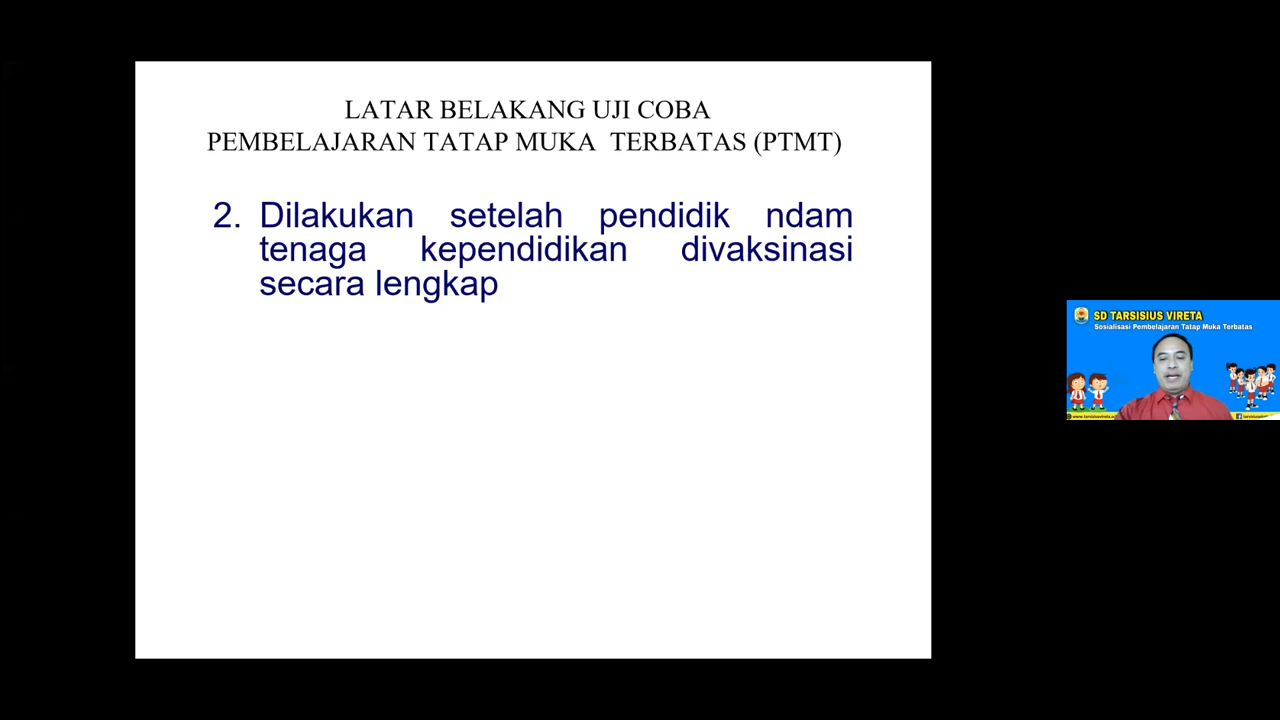 LATAR BELAKANG UJI COBA
PEMBELAJARAN TATAP MUKA TERBATAS (PTMT)
2. Dilakukan setelah pendidik ndam
tenaga kependidikan divaksinasi
secara lengkap
SD TARSISIUS VIRETA
Sosialisasi Pembelajaran Tatap Muka Terbatas